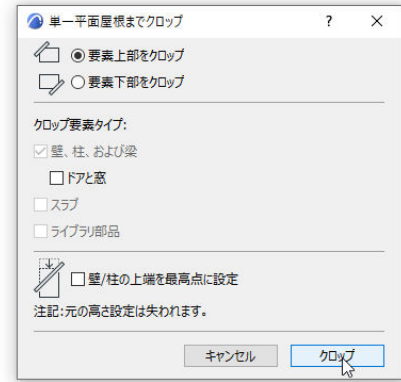 単一平面屋根までクロップ
?
要素上部をクロップ
要素下部をクロップ
クロップ要素タイプ:
壁、柱、および梁
ドアと窓
スラブ
ライブラリ部品
壁/柱の上端を最高点に設定
注記:元の高さ設定は失われます。
キャンセル クロップ